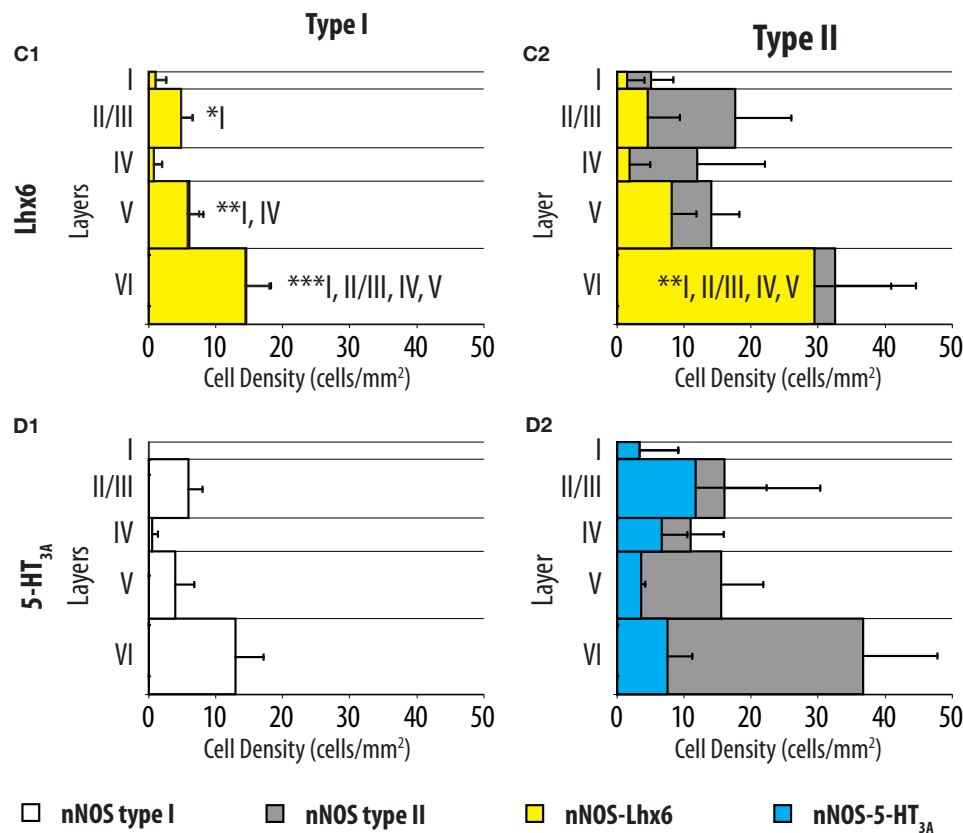 Type I
Type II
C1
C2
Lhx6
Layers
I
II/III
*I
IV
V
**I, IV
VI
***I, II/III, IV, V
0 10 20 30 40 50
Cell Density (cells/mm²)
Layer
I
II/III
IV
V
VI
**I, II/III, IV, V
0 10 20 30 40 50
Cell Density (cells/mm²)
D1
D2
5-HT₃A
Layers
I
II/III
IV
V
VI
0 10 20 30 40 50
Cell Density (cells/mm²)
Layer
I
II/III
IV
V
VI
0 10 20 30 40 50
Cell Density (cells/mm²)
nNOS type I
nNOS type II
nNOS-Lhx6
nNOS-5-HT₃A